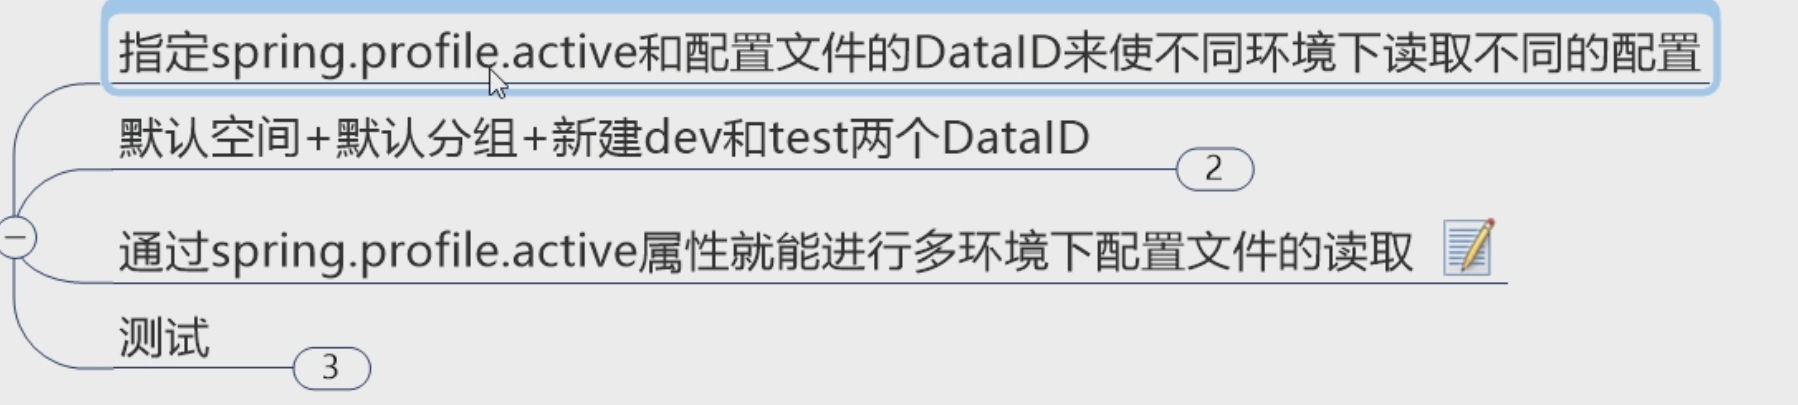 指定spring.profile.active和配置文件的DataID来使不同环境下读取不同的配置
默认空间+默认分组+新建dev和test两个DataID
2
通过spring.profile.active属性就能进行多环境下配置文件的读取
测试
3